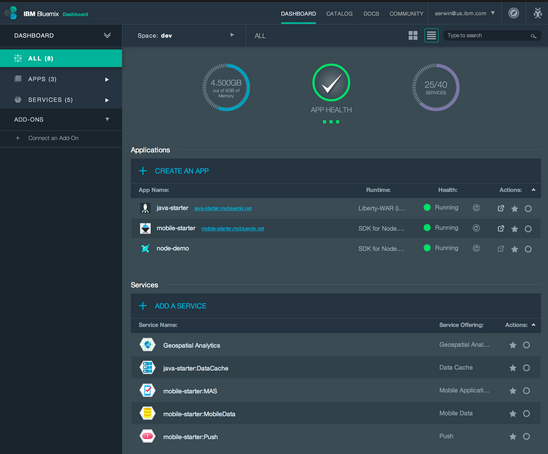 IBM Bluemix Dashboard
DASHBOARD CATALOG DOCS COMMUNITY aerwin@us.ibm.com
DASHBOARD
Space: dev ALL
Type to search
ALL (8)
APPS (3)
SERVICES (5)
ADD-ONS
+ Connect an Add-On
4.500GB
out of 8GB of
Memory
APP HEALTH
25/40
SERVICES
Applications
+ CREATE AN APP
App Name: Runtime: Health: Actions:
java-starter java-starter.mybluemix.net Liberty-WAR (i... Running
mobile-starter mobile-starter.mybluemix.net SDK for Node.... Running
node-demo SDK for Node.... Running
Services
+ ADD A SERVICE
Service Name: Service Offering: Actions:
Geospatial Analytics Geospatial Anal...
java-starter:DataCache Data Cache
mobile-starter:MAS Mobile Applicati...
mobile-starter:MobileData Mobile Data
mobile-starter:Push Push